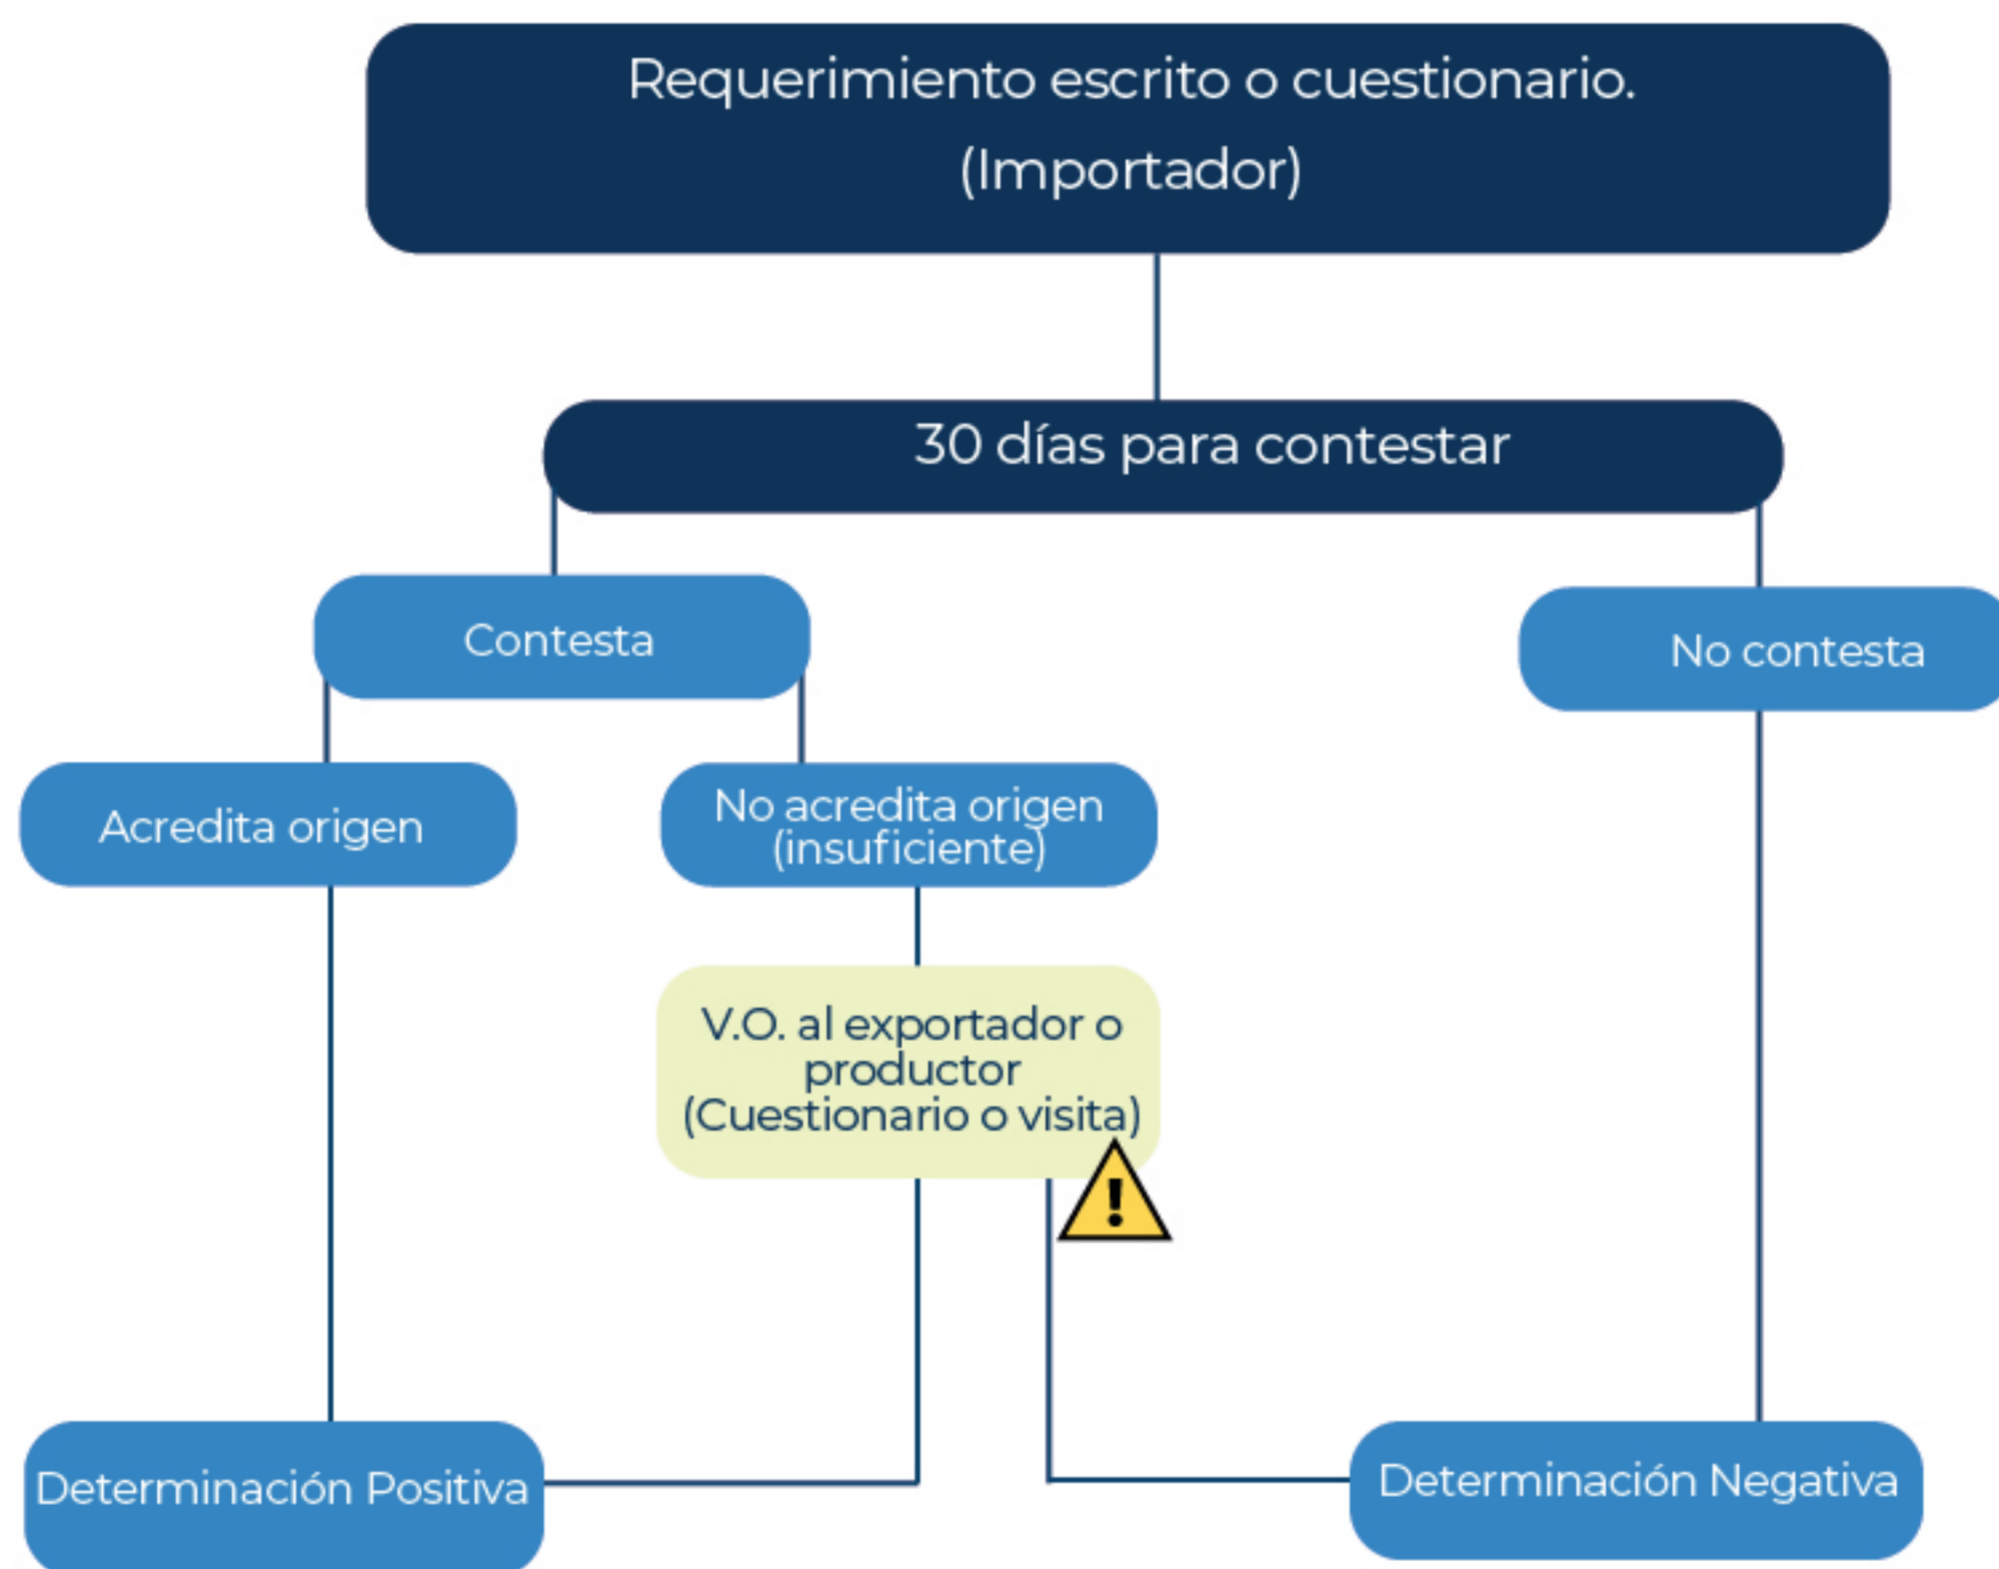 Requerimiento escrito o cuestionario.
(Importador)
30 días para contestar
Contesta
No contesta
Acredita origen
No acredita origen
(insuficiente)
V.O. al exportador o
productor
(Cuestionario o visita)
!
Determinación Positiva
Determinación Negativa